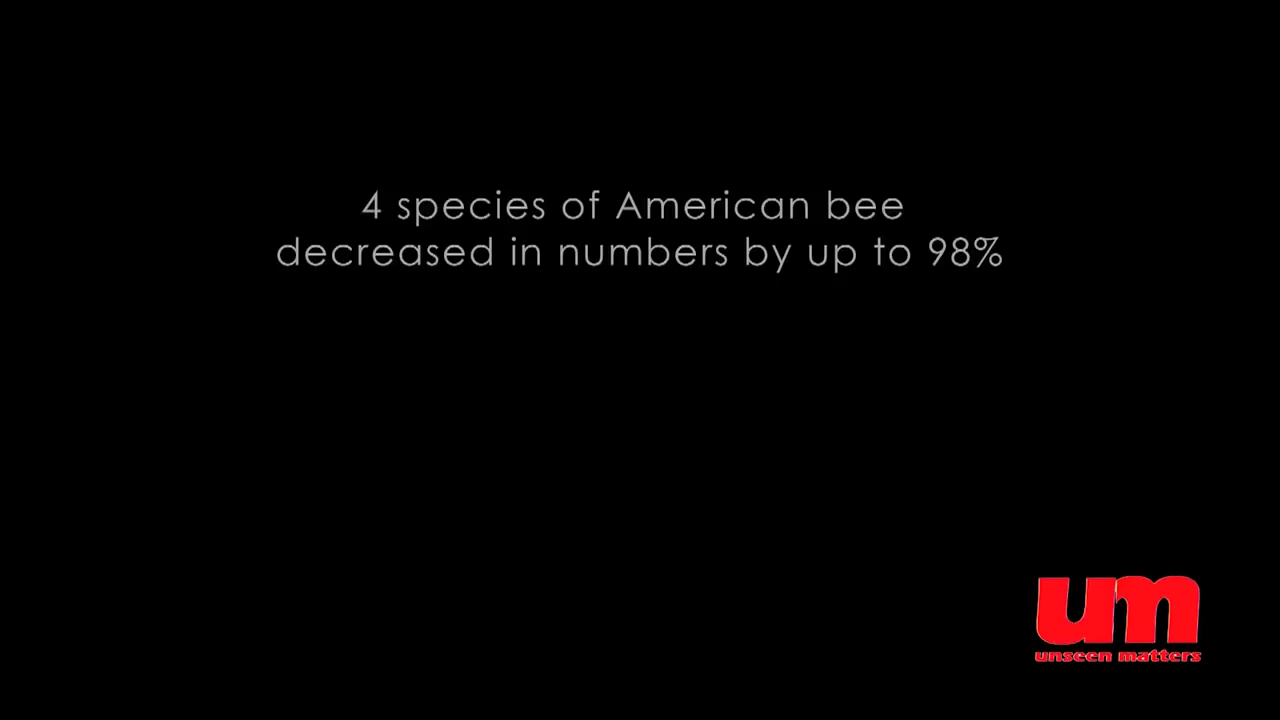 4 species of American bee
decreased in numbers by up to 98%
um
unseen matters